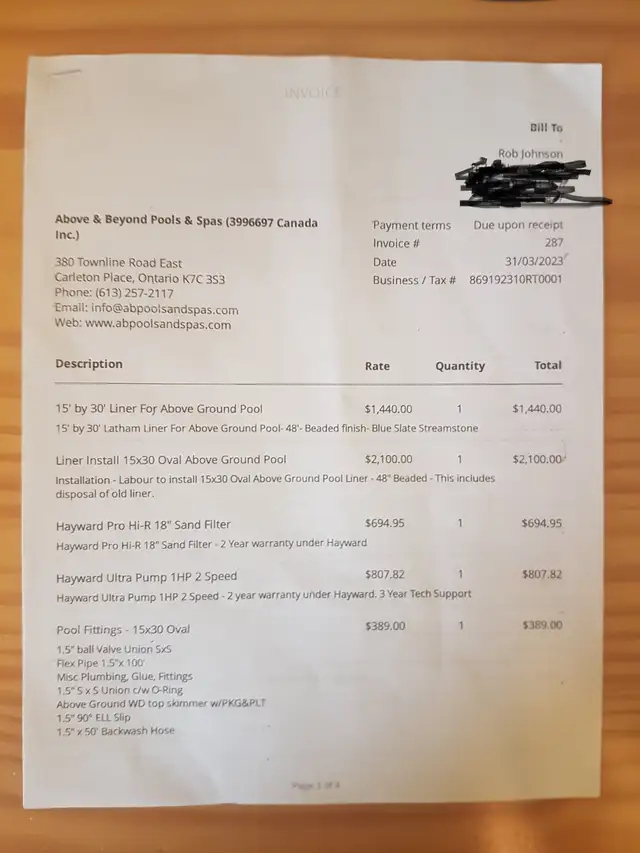 INVOICE
Bill To
Rob Johnson
Above & Beyond Pools & Spas (3996697 Canada
Inc.)
380 Townline Road East
Carleton Place, Ontario K7C 3S3
Phone: (613) 257-2117
Email: info@abpoolsandspas.com
Web: www.abpoolsandspas.com
Payment terms Due upon receipt
Invoice # 287
Date 31/03/2023
Business / Tax # 869192310RT0001
Description Rate Quantity Total
15' by 30' Liner For Above Ground Pool $1,440.00 1 $1,440.00
15' by 30' Latham Liner For Above Ground Pool- 48'- Beaded finish- Blue Slate Streamstone
Liner Install 15x30 Oval Above Ground Pool $2,100.00 1 $2,100.00
Installation - Labour to install 15x30 Oval Above Ground Pool Liner - 48" Beaded - This includes
disposal of old liner.
Hayward Pro Hi-R 18" Sand Filter $694.95 1 $694.95
Hayward Pro Hi-R 18" Sand Filter - 2 Year warranty under Hayward
Hayward Ultra Pump 1HP 2 Speed $807.82 1 $807.82
Hayward Ultra Pump 1HP 2 Speed - 2 year warranty under Hayward. 3 Year Tech Support
Pool Fittings - 15x30 Oval $389.00 1 $389.00
1.5" ball Valve Union SxS
Flex Pipe 1.5"x 100'
Misc Plumbing, Glue, Fittings
1.5" S x S Union c/w O-Ring
Above Ground WD top skimmer w/PKG&PLT
1.5" 90° ELL Slip
1.5" x 50' Backwash Hose
Page 1 of